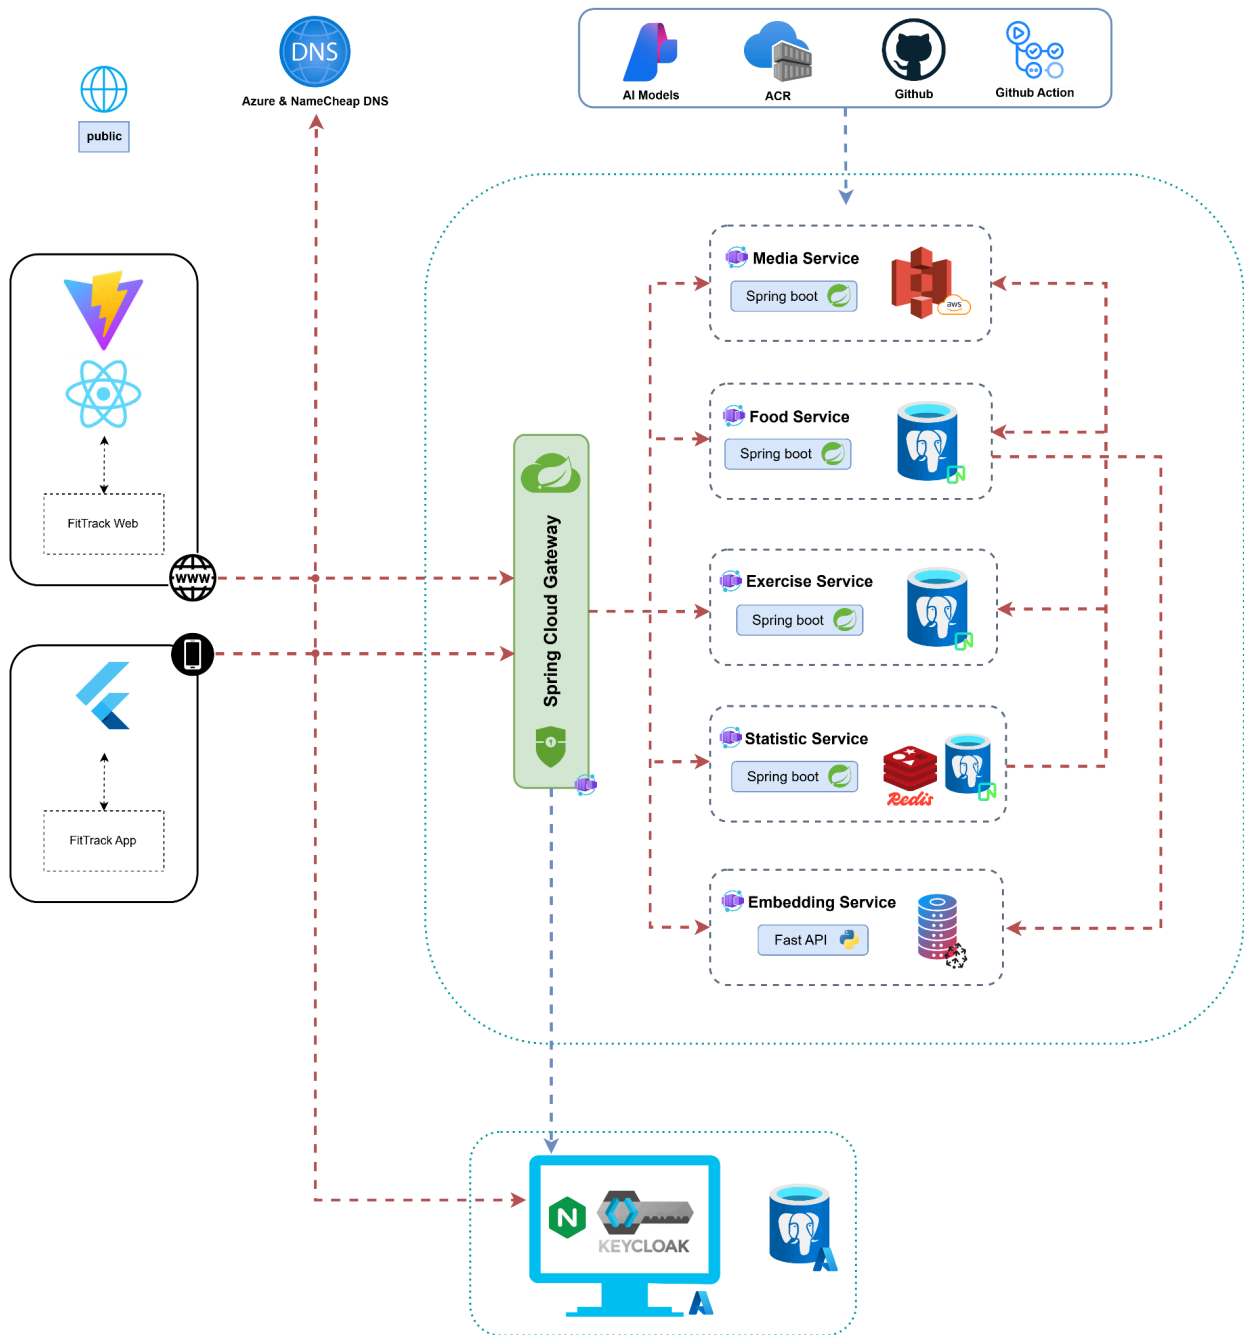 DNS
Azure & NameCheap DNS
public
AI Models
ACR
Github
Github Action
FitTrack Web
WWW
FitTrack App
Spring Cloud Gateway
Media Service
Spring boot
aws
Food Service
Spring boot
Exercise Service
Spring boot
Statistic Service
Spring boot
Redis
Embedding Service
Fast API
N
KEYCLOAK